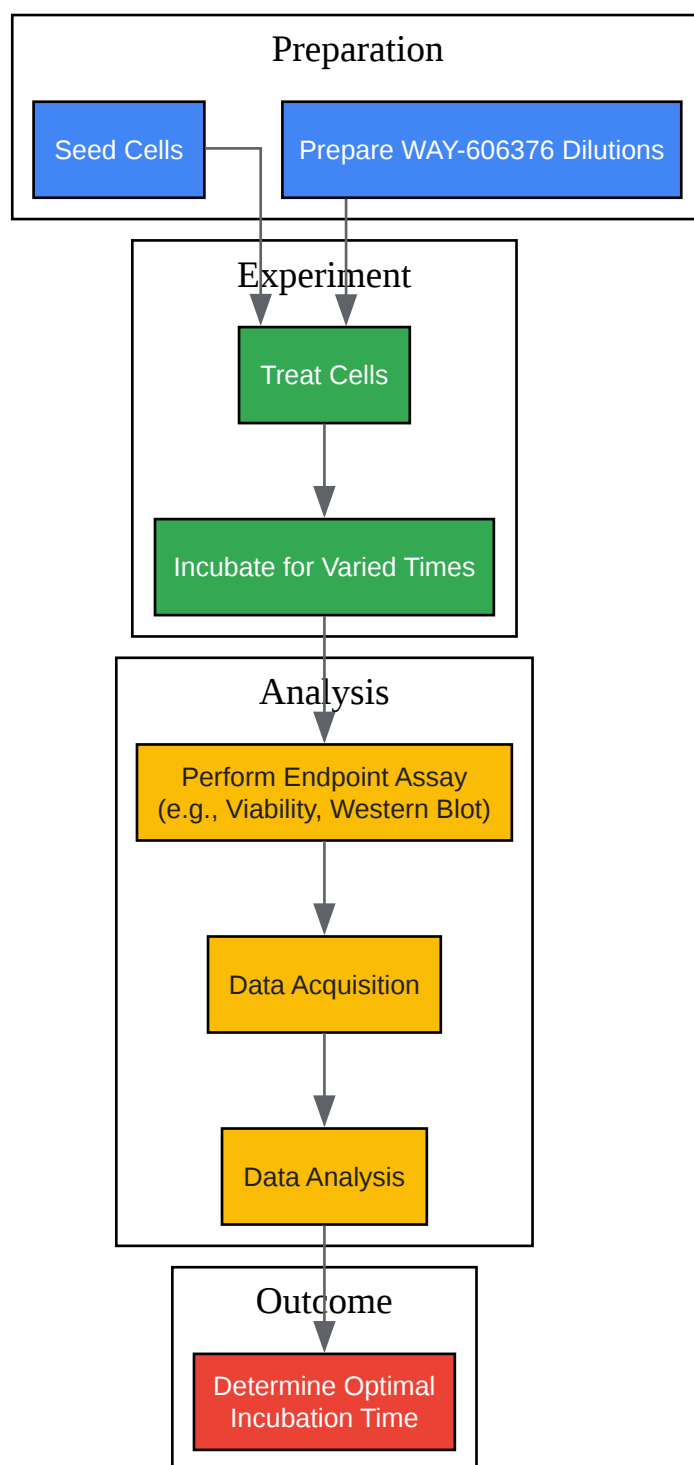 Preparation
Seed Cells
Prepare WAY-606376 Dilutions
Experiment
Treat Cells
Incubate for Varied Times
Analysis
Perform Endpoint Assay
(e.g., Viability, Western Blot)
Data Acquisition
Data Analysis
Outcome
Determine Optimal
Incubation Time